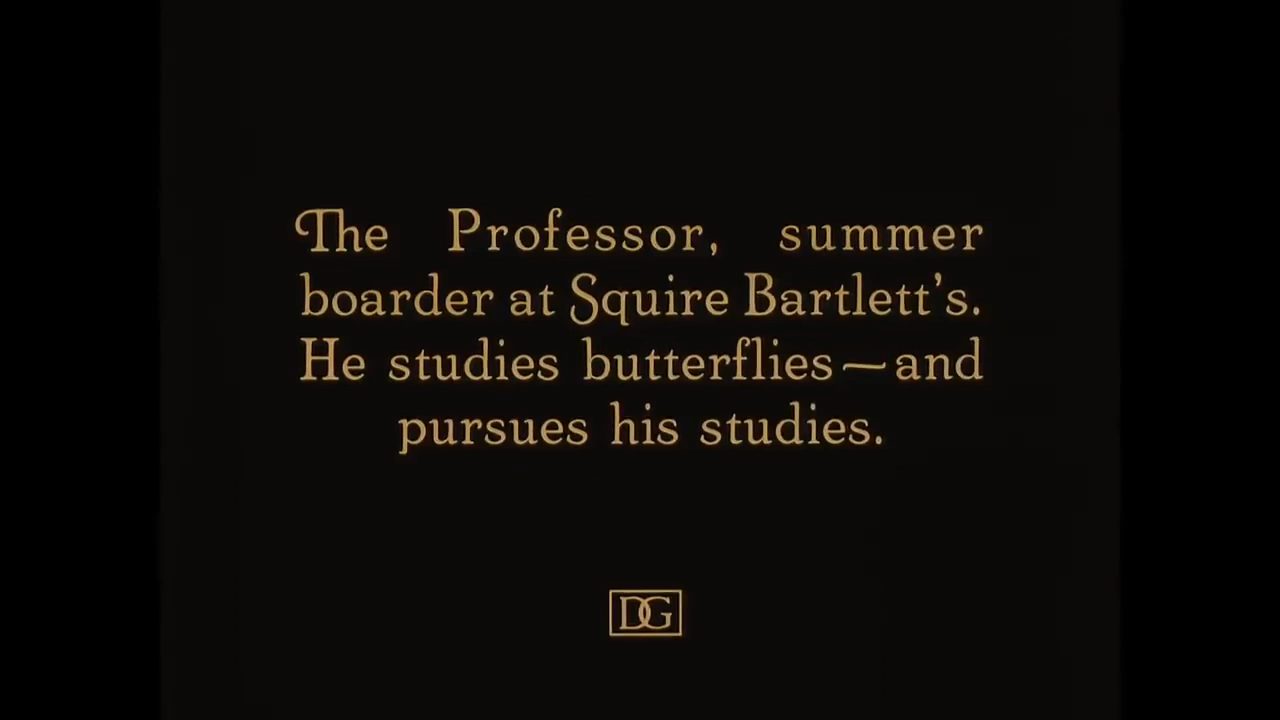 The Professor, summer
boarder at Squire Bartlett's.
He studies butterflies—and
pursues his studies.
DG